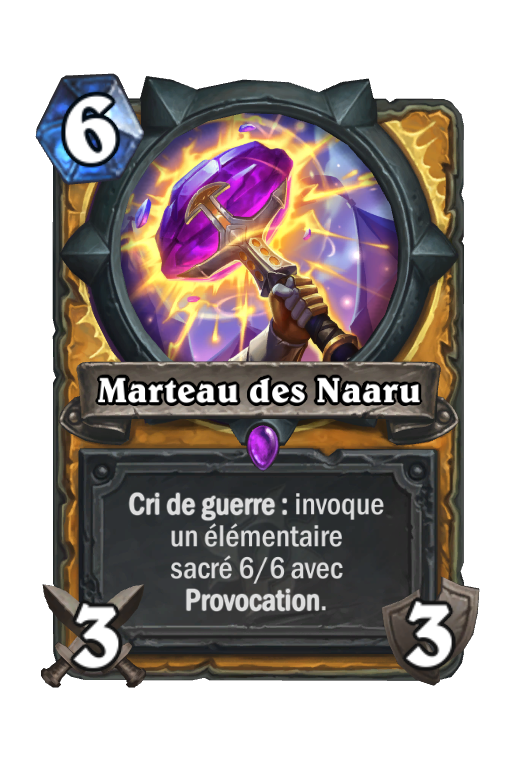 6
Marteau des Naaru
Cri de guerre : invoque
un élémentaire
sacré 6/6 avec
Provocation.
3
3